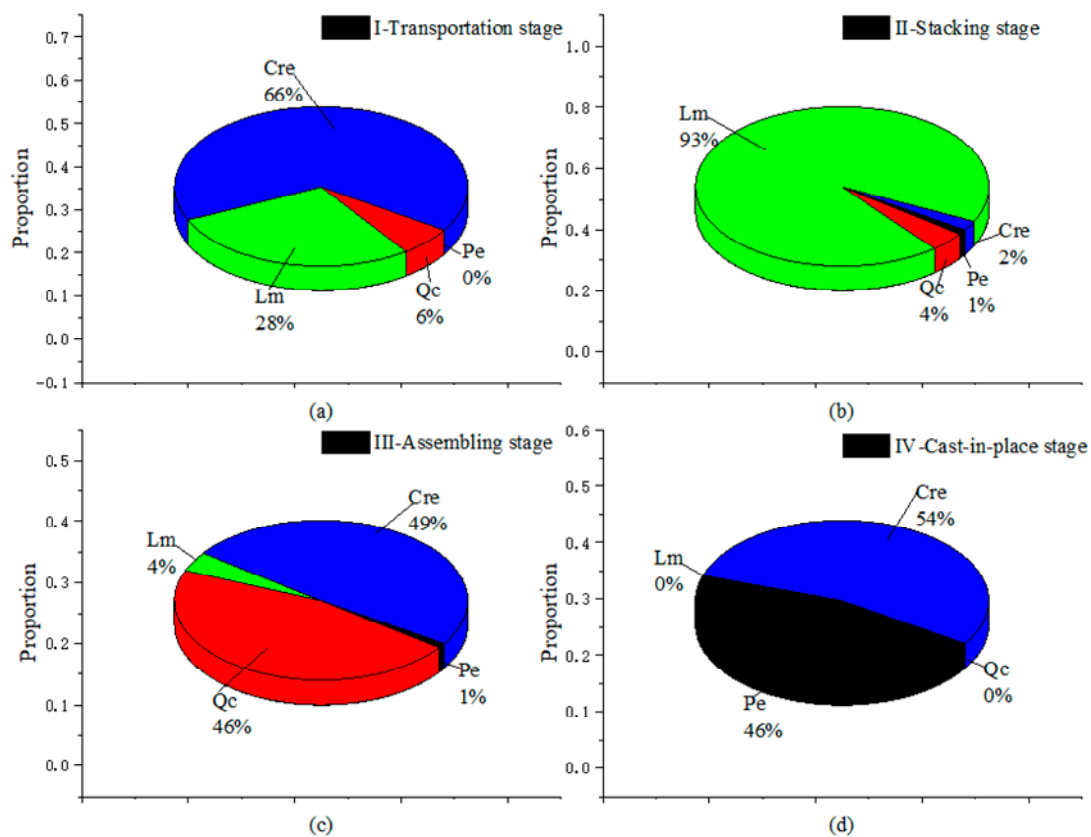 I-Transportation stage
Proportion
0.7
0.6
0.5
0.4
0.3
0.2
0.1
0.0
-0.1
Cre
66%
Lm
28%
Qc
6%
Pe
0%
(a)
II-Stacking stage
Proportion
1.0
0.8
0.6
0.4
0.2
0.0
Lm
93%
Cre
2%
Pe
1%
Qc
4%
(b)
III-Assembling stage
Proportion
0.5
0.4
0.3
0.2
0.1
0.0
Cre
49%
Lm
4%
Qc
46%
Pe
1%
(c)
IV-Cast-in-place stage
Proportion
0.6
0.5
0.4
0.3
0.2
0.1
0.0
Cre
54%
Lm
0%
Pe
46%
Qc
0%
(d)